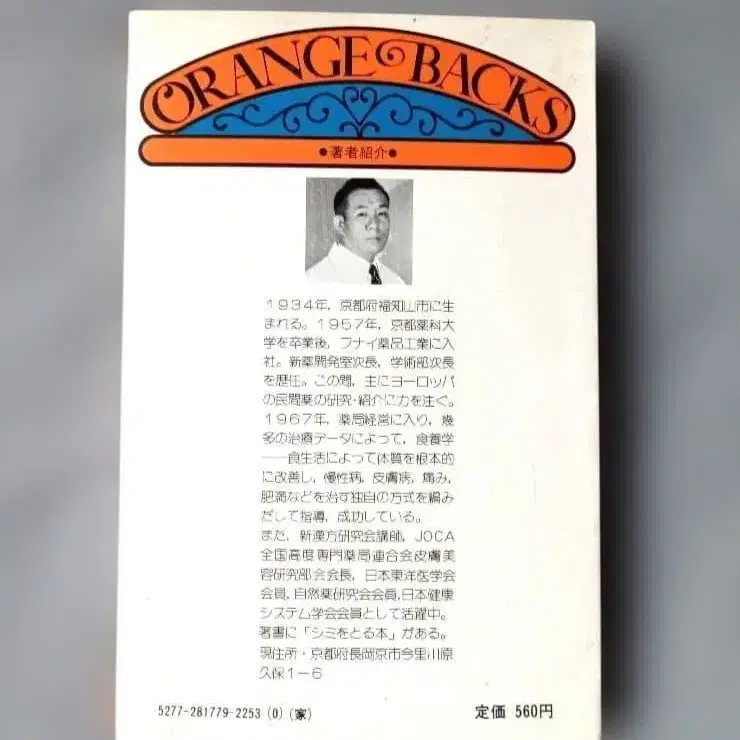 ORANGE BACKS
●著者紹介●
1934年，京都府福知山市に生
まれる。1957年，京都薬科大
学を卒業後，フナイ薬品工業に入
社。新薬開発室次長，学術部次長
を歴任。この間，主にヨーロッパ
の民間薬の研究・紹介に力を注ぐ。
1967年，薬局経営に入り，幾
多の治療データによって，食養学
──食生活によって体質を根本的
に改善し，慢性病，皮膚病，痛み，
肥満などを治す独自の方式を編み
だして指導，成功している。
また，新漢方研究会講師，JOCA
全国高度専門薬局連合会皮膚美
容研究部会会長，日本東洋医学会
会員，自然薬研究会会員，日本健康
システム学会会員として活躍中。
著書に「シミをとる本」がある。
現住所・京都府長岡京市今里川原
久保1－6
5277-281779-2253 (0) (家)
定価 560円